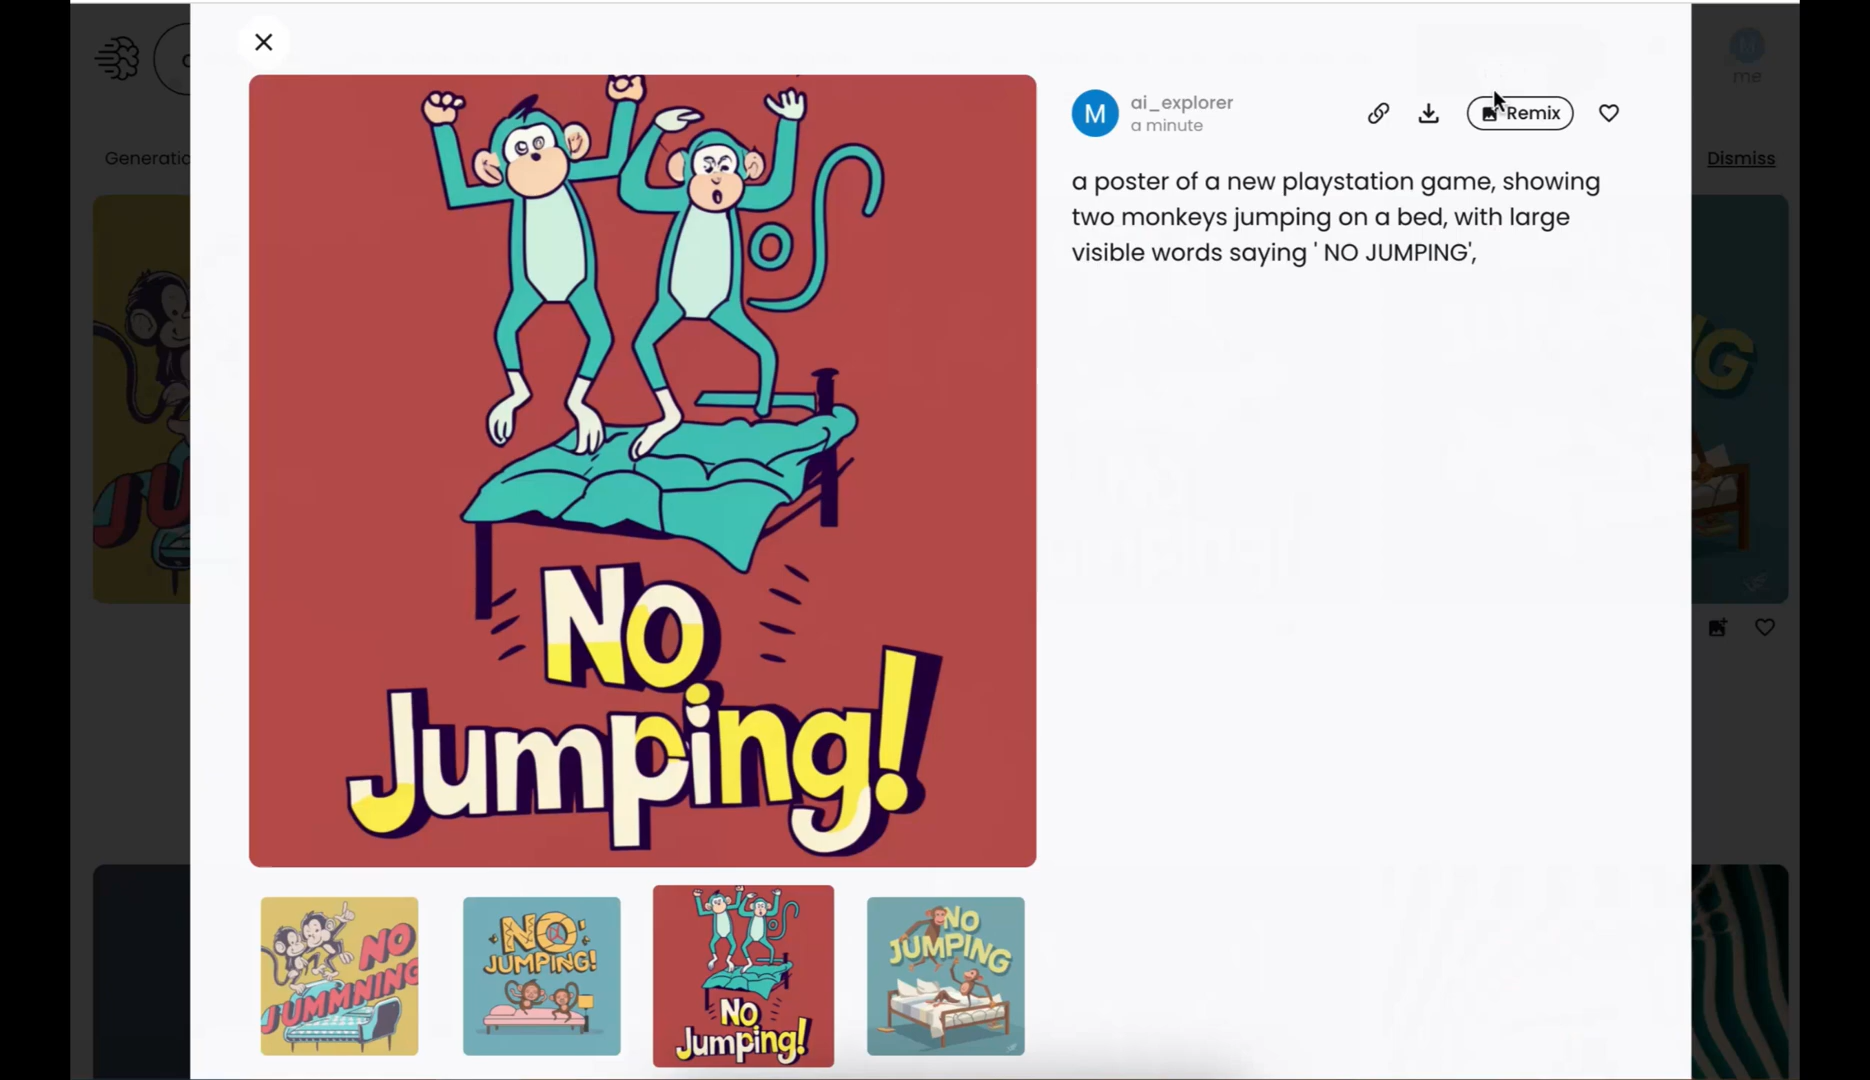 me
Generatio
Dismiss
M
ai_explorer
a minute
Remix
a poster of a new playstation game, showing
two monkeys jumping on a bed, with large
visible words saying ' NO JUMPING',
No
Jumping!
NO
JUMMNING
NO
JUMPING!
No
Jumping!
NO
JUMPING